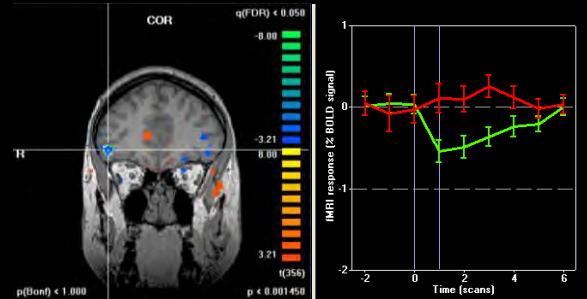 COR
q(FDR) < 0.050
-8.00
-3.21
8.00
3.21
t(356)
R
p(Bonf) < 1.000
p < 0.001450
fMRI response (% BOLD signal)
1
0
-1
-2
-2
0
2
4
6
Time (scans)